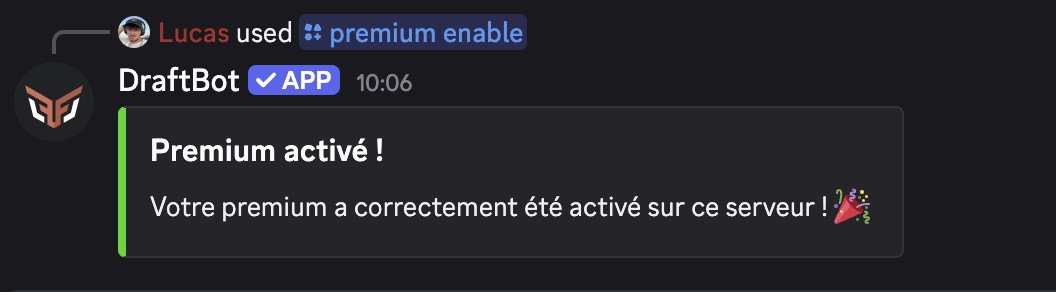 Lucas used premium enable
DraftBot ✓ APP 10:06
Premium activé !
Votre premium a correctement été activé sur ce serveur ! 🎉